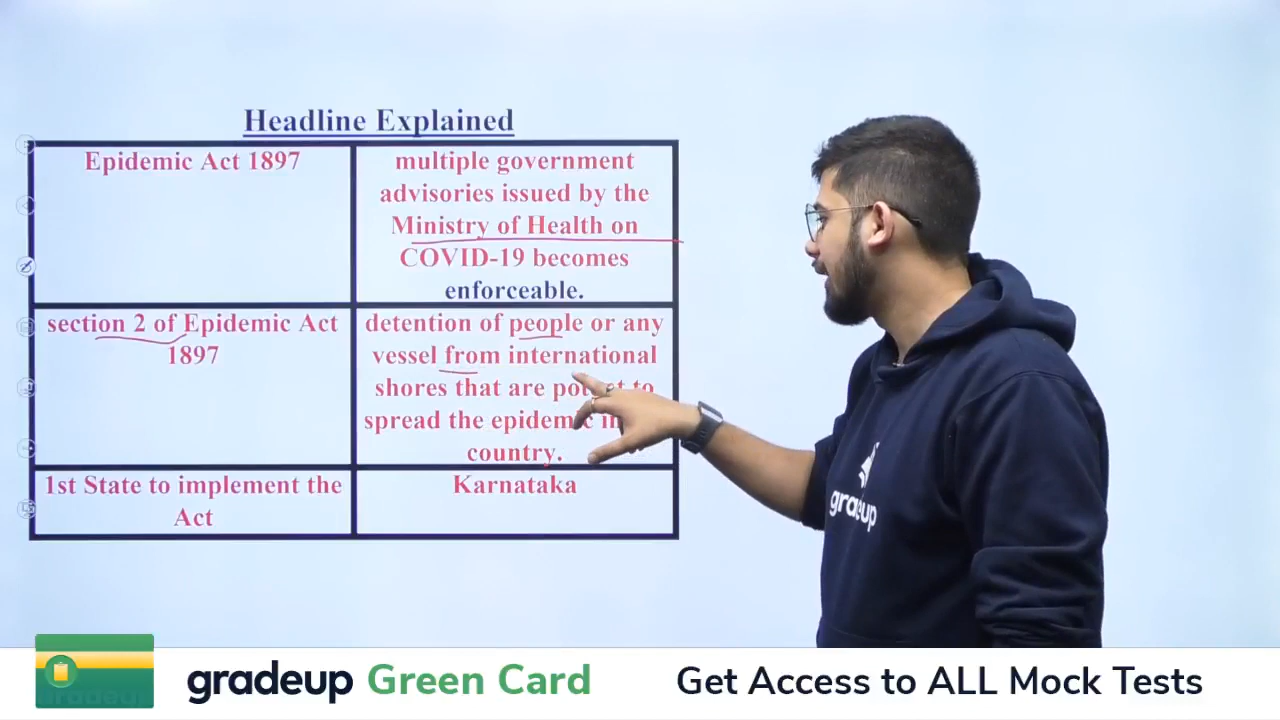 Headline Explained
Epidemic Act 1897
multiple government
advisories issued by the
Ministry of Health on
COVID-19 becomes
enforceable.
section 2 of Epidemic Act
1897
detention of people or any
vessel from international
shores that are to
spread the epidemic
country.
1st State to implement the
Act
Karnataka
gradeup
gradeup Green Card
Get Access to ALL Mock Tests